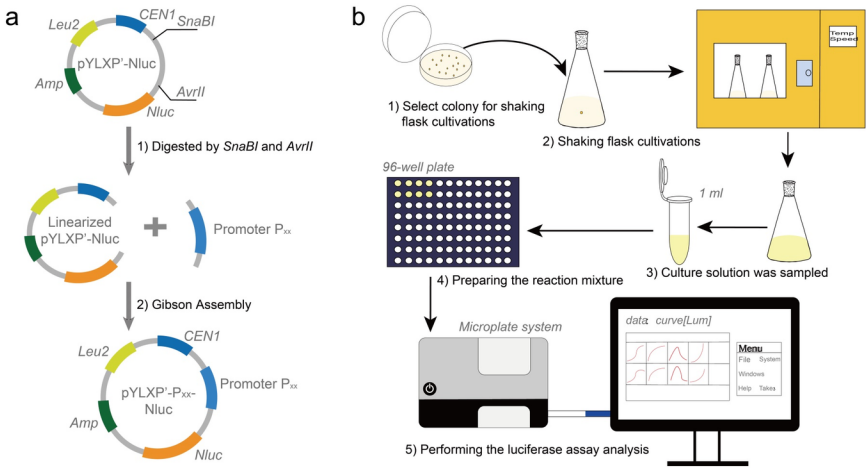 a
CEN1
SnaBI
Leu2
pYLXP'-Nluc
Amp
AvrII
Nluc
1) Digested by SnaBI and AvrII
Linearized
pYLXP'-Nluc
Promoter Pxx
2) Gibson Assembly
CEN1
Leu2
Promoter Pxx
pYLXP'-Pxx-
Nluc
Amp
Nluc
b
Temp
Speed
1) Select colony for shaking
flask cultivations
2) Shaking flask cultivations
96-well plate
1 ml
3) Culture solution was sampled
4) Preparing the reaction mixture
Microplate system
data: curve[Lum]
Menu
File System
Windows
Help Takea
5) Performing the luciferase assay analysis